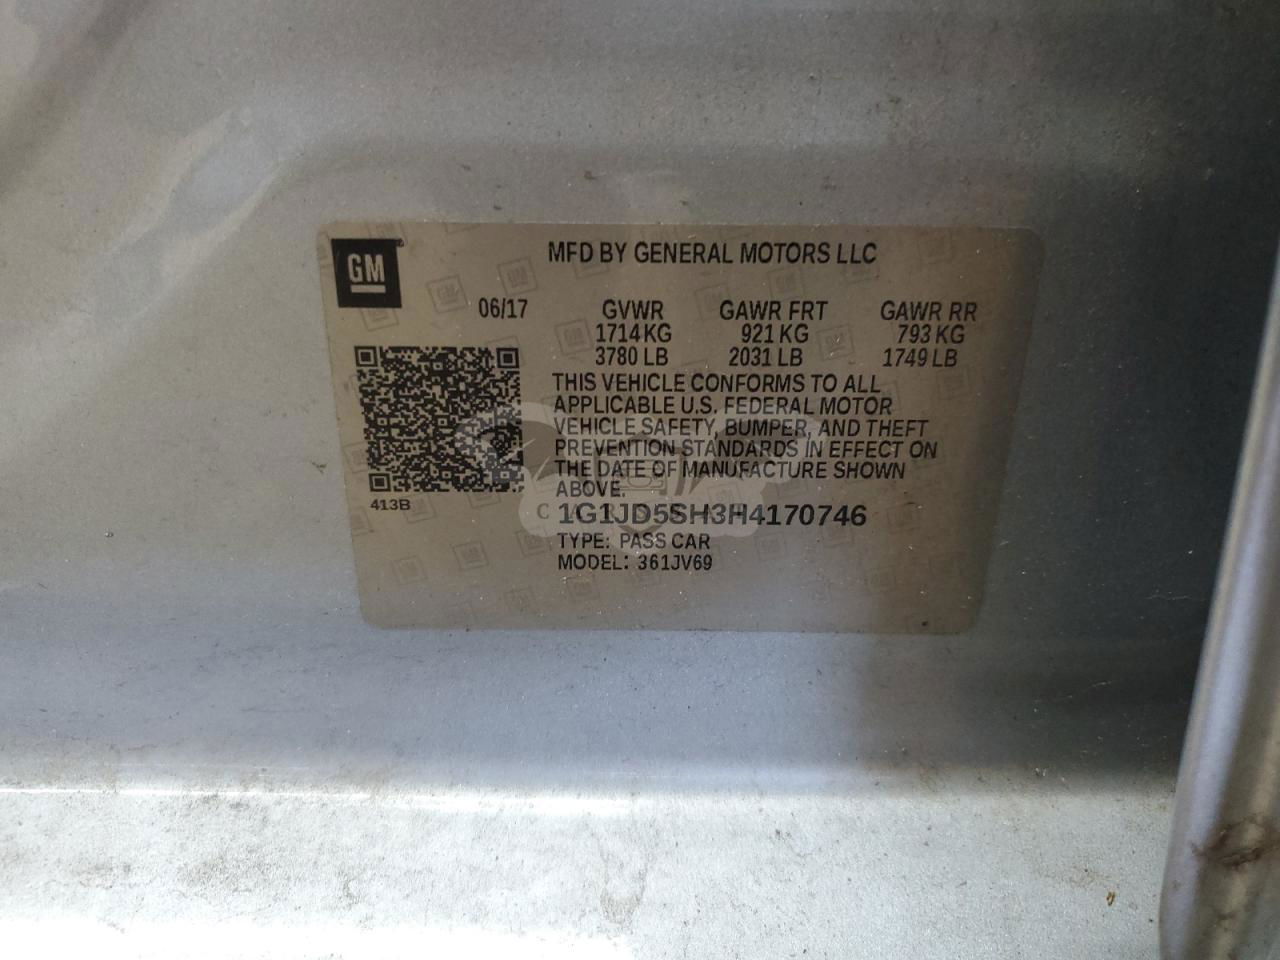 GM
MFD BY GENERAL MOTORS LLC
06/17 GVWR GAWR FRT GAWR RR
1714 KG 921 KG 793 KG
3780 LB 2031 LB 1749 LB
THIS VEHICLE CONFORMS TO ALL
APPLICABLE U.S. FEDERAL MOTOR
VEHICLE SAFETY, BUMPER, AND THEFT
PREVENTION STANDARDS IN EFFECT ON
THE DATE OF MANUFACTURE SHOWN
ABOVE.
413B
1G1JD5SH3H4170746
TYPE: PASS CAR
MODEL: 361JV69